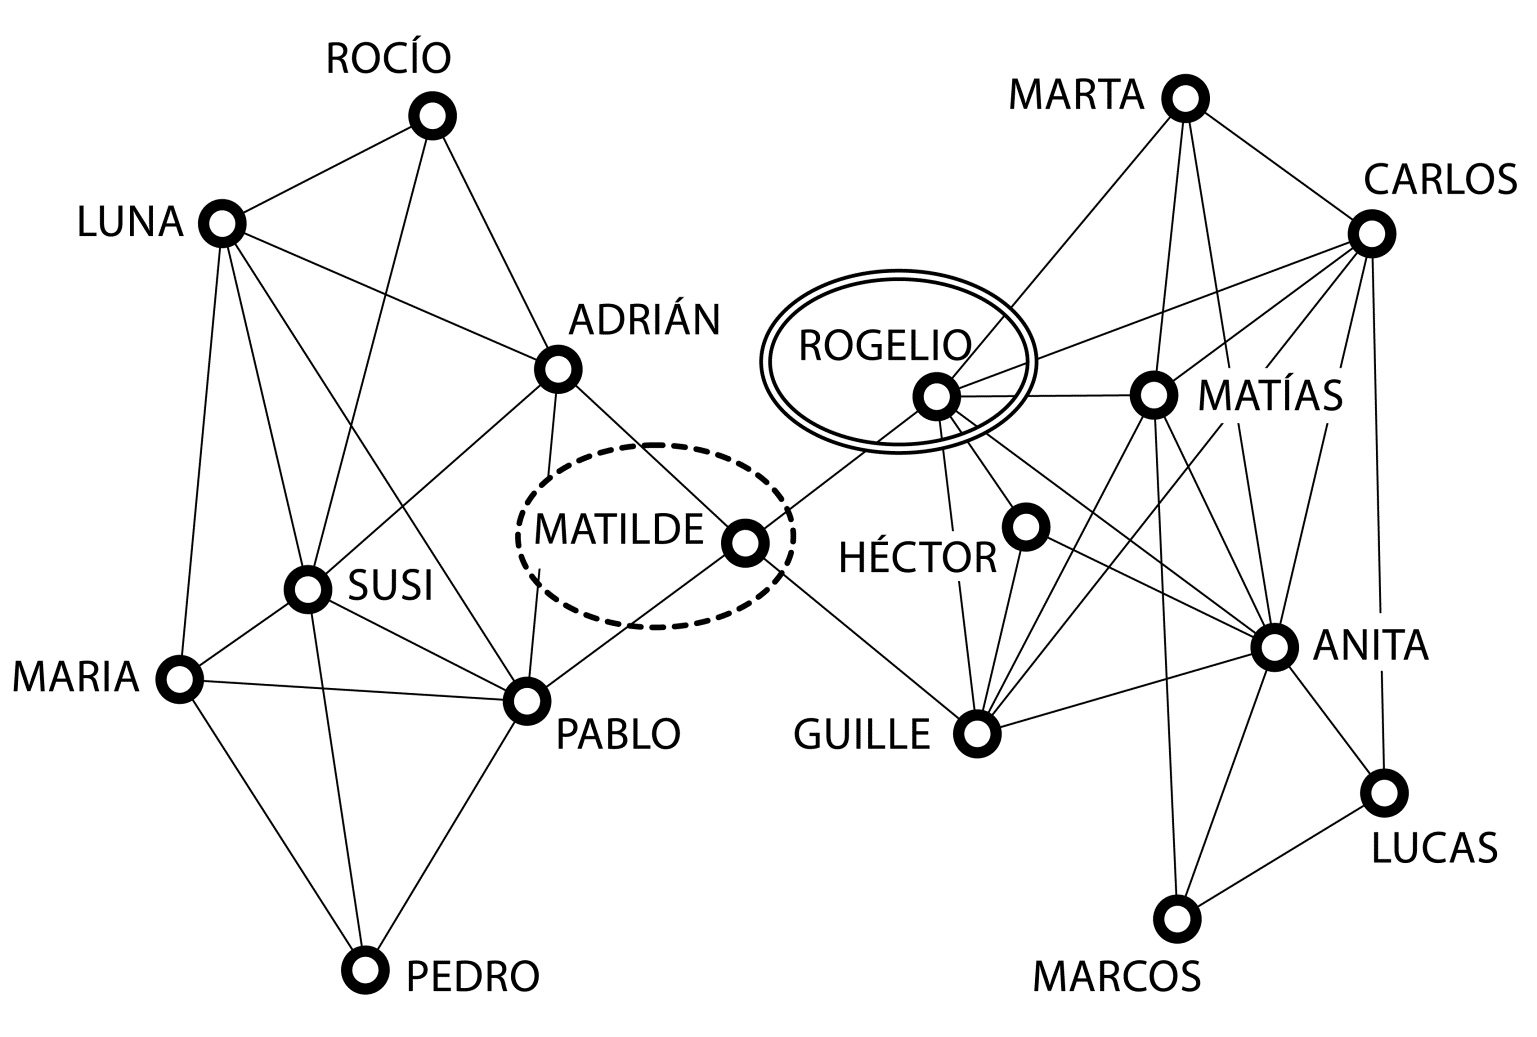 ROCÍO
MARTA
CARLOS
LUNA
ADRIÁN
ROGELIO
MATÍAS
MATILDE
HÉCTOR
SUSI
ANITA
MARIA
PABLO
GUILLE
LUCAS
PEDRO
MARCOS